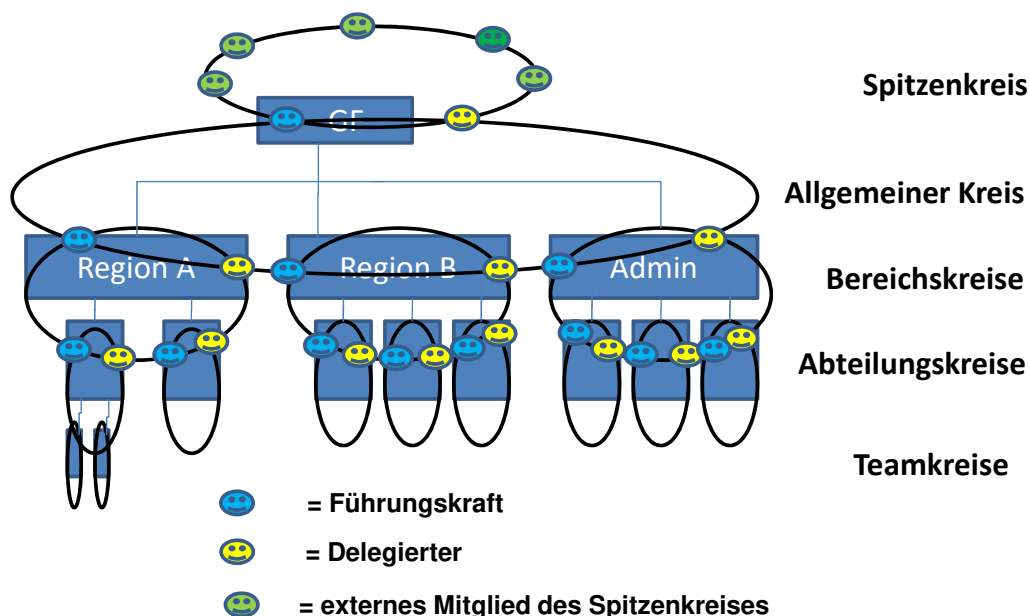 Spitzenkreis
GF
Allgemeiner Kreis
Region A
Region B
Admin
Bereichskreise
Abteilungskreise
Teamkreise
= Führungskraft
= Delegierter
= externes Mitglied des Spitzenkreises